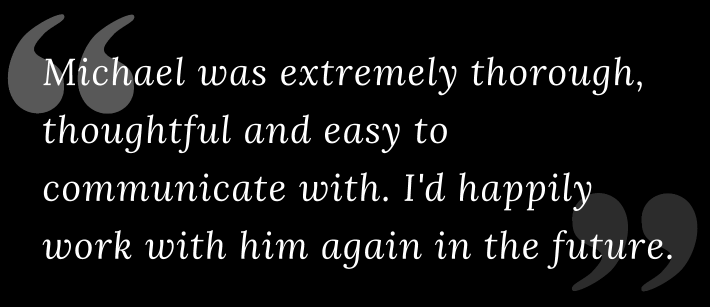 Michael was extremely thorough,
thoughtful and easy to
communicate with. I'd happily
work with him again in the future.